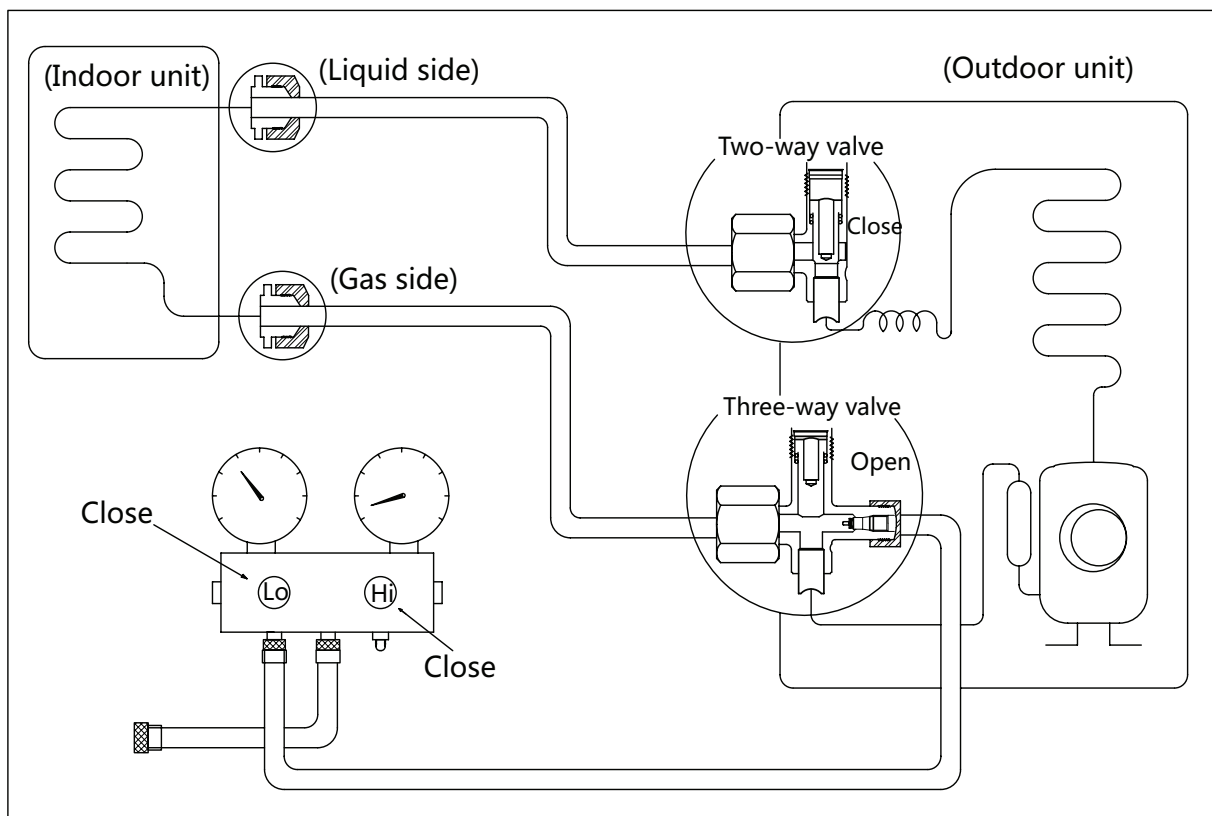 (Indoor unit)
(Liquid side)
(Outdoor unit)
Two-way valve
Close
(Gas side)
Three-way valve
Open
Close
Lo
Hi
Close